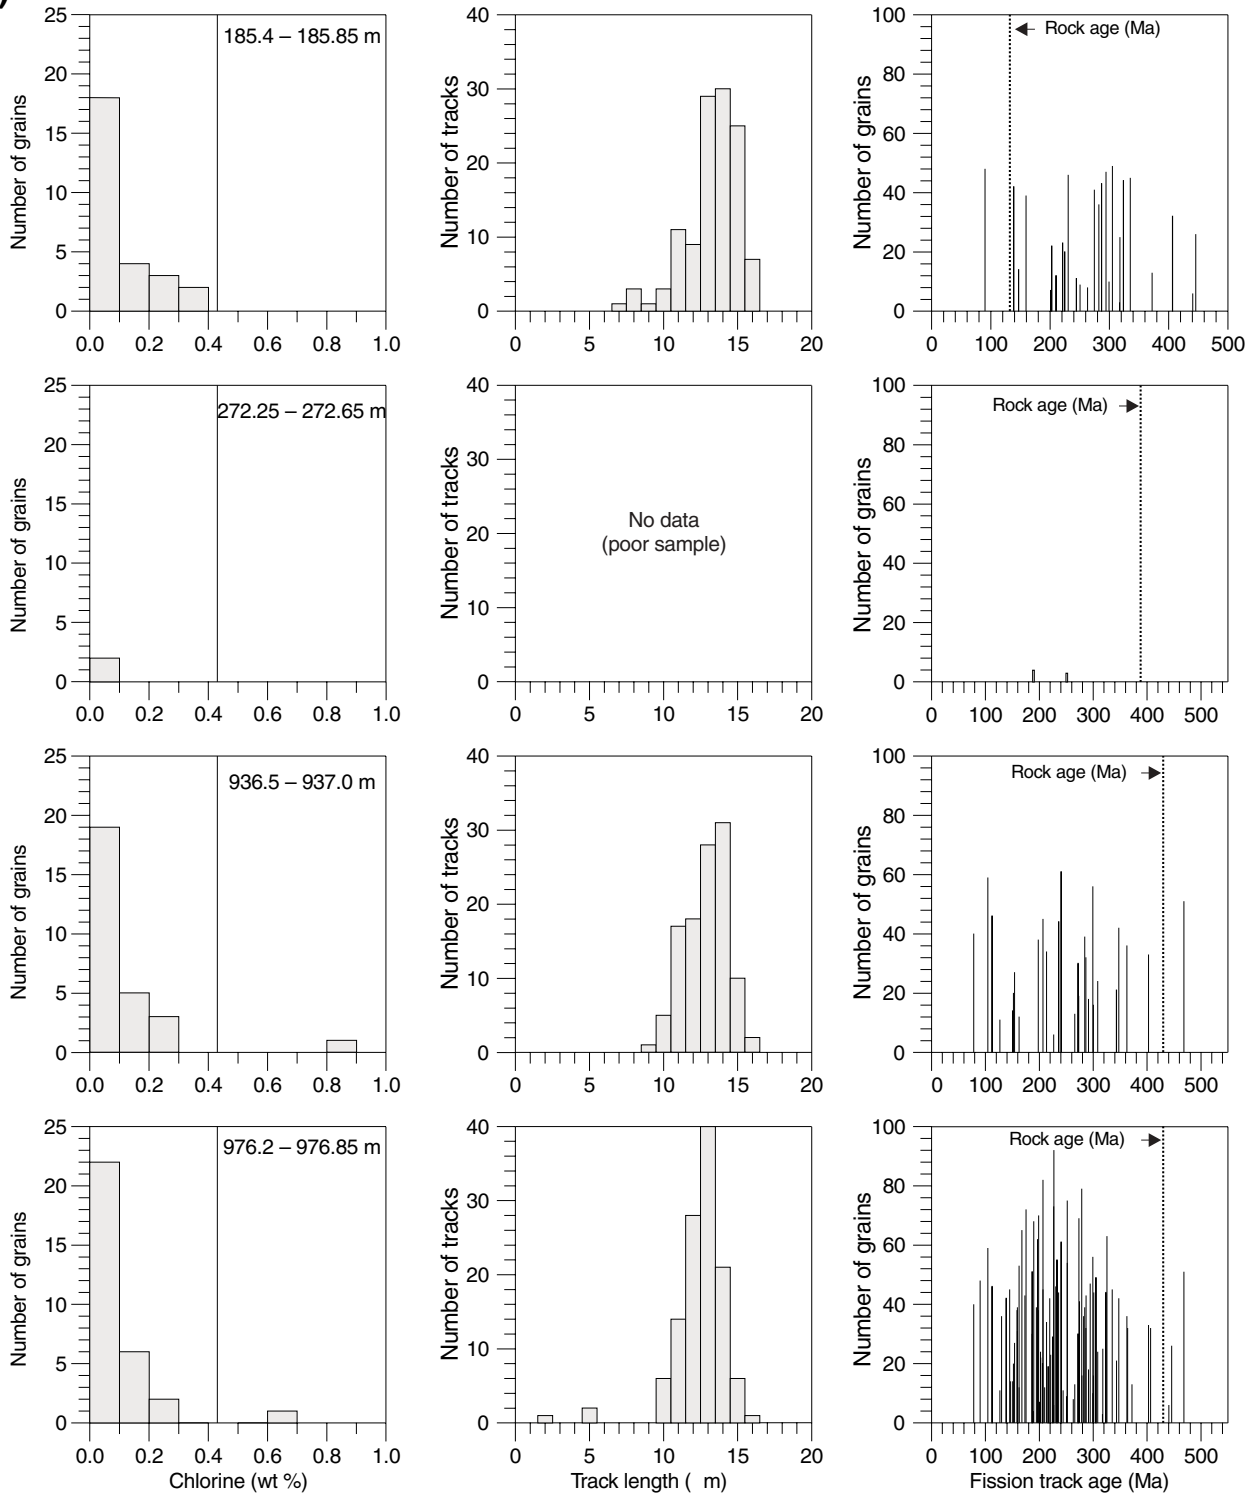 )
25
20
15
10
5
0
Number of grains
185.4 – 185.85 m
0.0 0.2 0.4 0.6 0.8 1.0
40
30
20
10
0
Number of tracks
0 5 10 15 20
100
80
60
40
20
0
Number of grains
Rock age (Ma)
0 100 200 300 400 500
25
20
15
10
5
0
Number of grains
272.25 – 272.65 m
0.0 0.2 0.4 0.6 0.8 1.0
40
30
20
10
0
Number of tracks
No data
(poor sample)
0 5 10 15 20
100
80
60
40
20
0
Number of grains
Rock age (Ma)
0 100 200 300 400 500
25
20
15
10
5
0
Number of grains
936.5 – 937.0 m
0.0 0.2 0.4 0.6 0.8 1.0
40
30
20
10
0
Number of tracks
0 5 10 15 20
100
80
60
40
20
0
Number of grains
Rock age (Ma)
0 100 200 300 400 500
25
20
15
10
5
0
Number of grains
976.2 – 976.85 m
0.0 0.2 0.4 0.6 0.8 1.0
Chlorine (wt %)
40
30
20
10
0
Number of tracks
0 5 10 15 20
Track length ( m)
100
80
60
40
20
0
Number of grains
Rock age (Ma)
0 100 200 300 400 500
Fission track age (Ma)